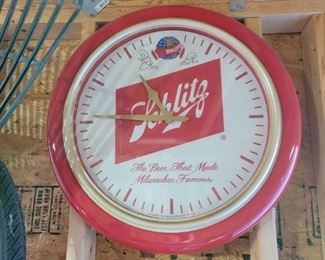 Schlitz
®
The Beer That Made
Milwaukee Famous.